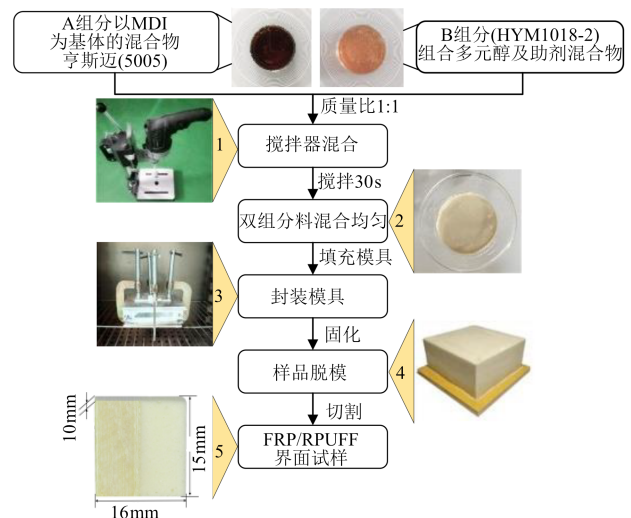 A组分以MDI
为基体的混合物
亨斯迈(5005)
B组分(HYM1018-2)
组合多元醇及助剂混合物
质量比1:1
1
搅拌器混合
搅拌30s
双组分料混合均匀
2
填充模具
3
封装模具
固化
样品脱模
4
切割
10mm
15mm
5
FRP/RPUFF
界面试样
16mm